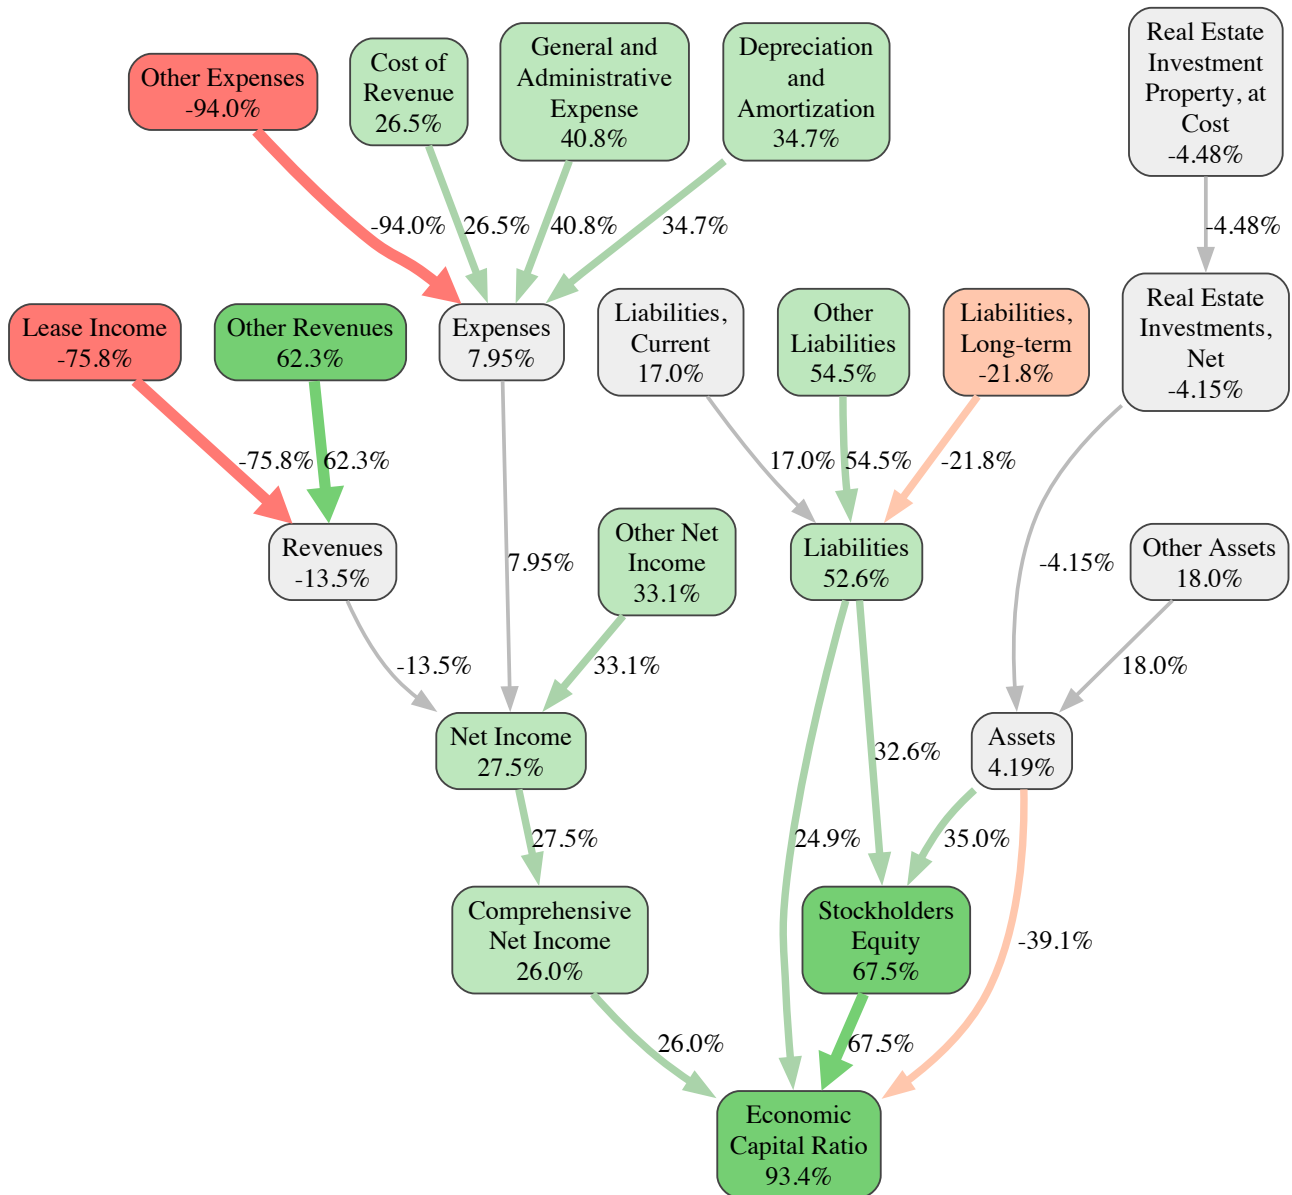 Other Expenses
-94.0%
Cost of
Revenue
26.5%
General and
Administrative
Expense
40.8%
Depreciation
and
Amortization
34.7%
Real Estate
Investment
Property, at
Cost
-4.48%
-94.0%
26.5%
40.8%
34.7%
-4.48%
Lease Income
-75.8%
Other Revenues
62.3%
Expenses
7.95%
Liabilities,
Current
17.0%
Other
Liabilities
54.5%
Liabilities,
Long-term
-21.8%
Real Estate
Investments,
Net
-4.15%
-75.8%
62.3%
17.0%
54.5%
-21.8%
Revenues
-13.5%
7.95%
Other Net
Income
33.1%
Liabilities
52.6%
-4.15%
Other Assets
18.0%
-13.5%
33.1%
18.0%
Net Income
27.5%
32.6%
Assets
4.19%
27.5%
24.9%
35.0%
Comprehensive
Net Income
26.0%
Stockholders
Equity
67.5%
-39.1%
26.0%
67.5%
Economic
Capital Ratio
93.4%